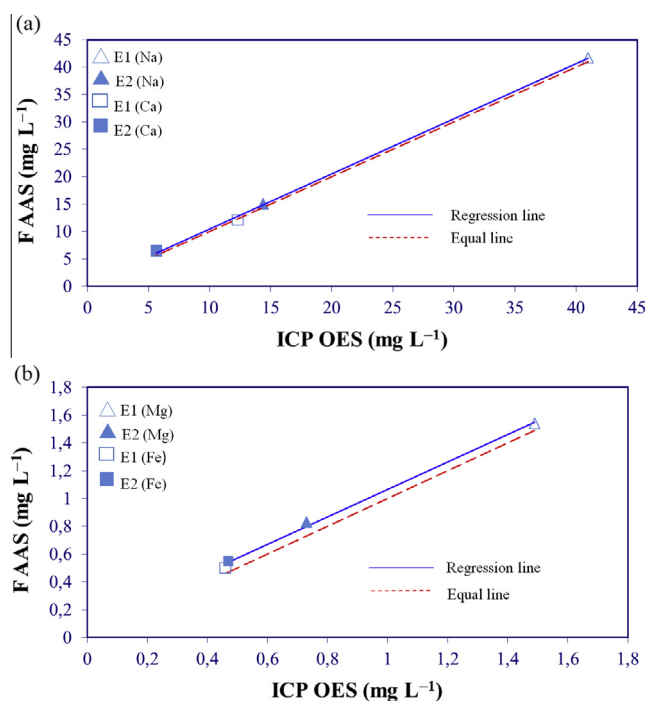 (a)
45
40
35
30
25
20
15
10
5
0
F AAS (mg L⁻¹)
E1 (Na)
E2 (Na)
E1 (Ca)
E2 (Ca)
Regression line
Equal line
0 5 10 15 20 25 30 35 40 45
ICP OES (mg L⁻¹)
(b)
1,8
1,6
1,4
1,2
1
0,8
0,6
0,4
0,2
0
F AAS (mg L⁻¹)
E1 (Mg)
E2 (Mg)
E1 (Fe)
E2 (Fe)
Regression line
Equal line
0 0,2 0,4 0,6 0,8 1 1,2 1,4 1,6 1,8
ICP OES (mg L⁻¹)